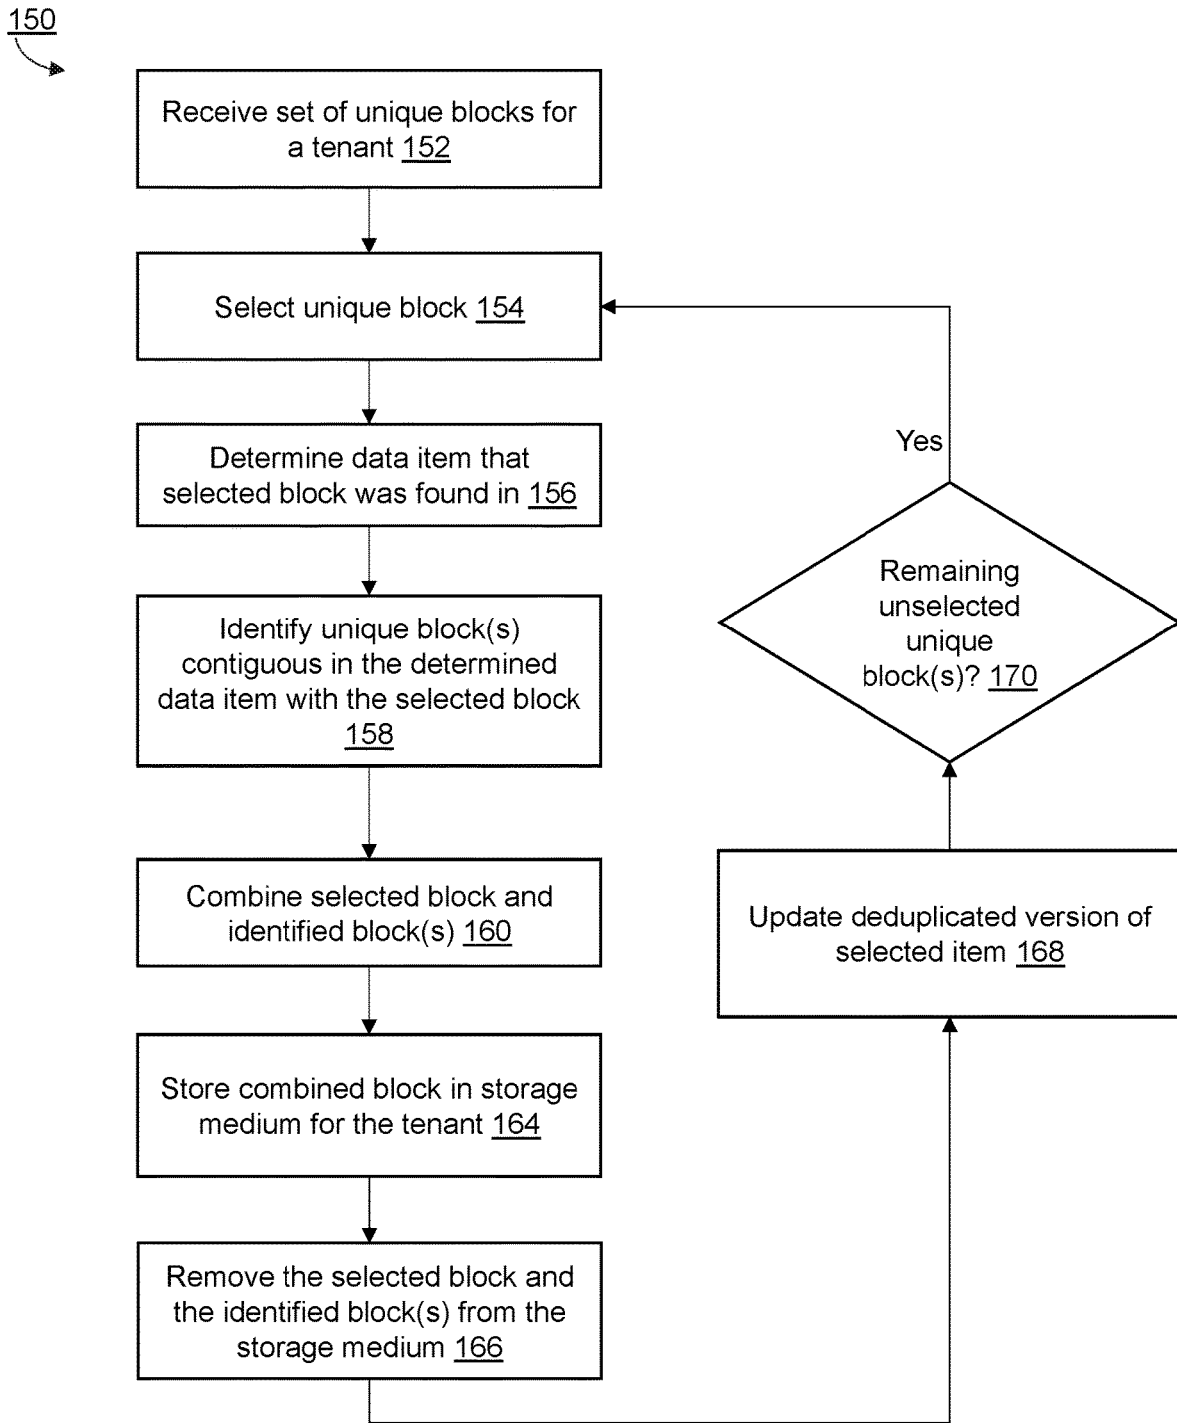 150
Receive set of unique blocks for
a tenant 152
Select unique block 154
Determine data item that
selected block was found in 156
Identify unique block(s)
contiguous in the determined
data item with the selected block
158
Combine selected block and
identified block(s) 160
Store combined block in storage
medium for the tenant 164
Remove the selected block and
the identified block(s) from the
storage medium 166
Update deduplicated version of
selected item 168
Remaining
unselected
unique
block(s)? 170
Yes